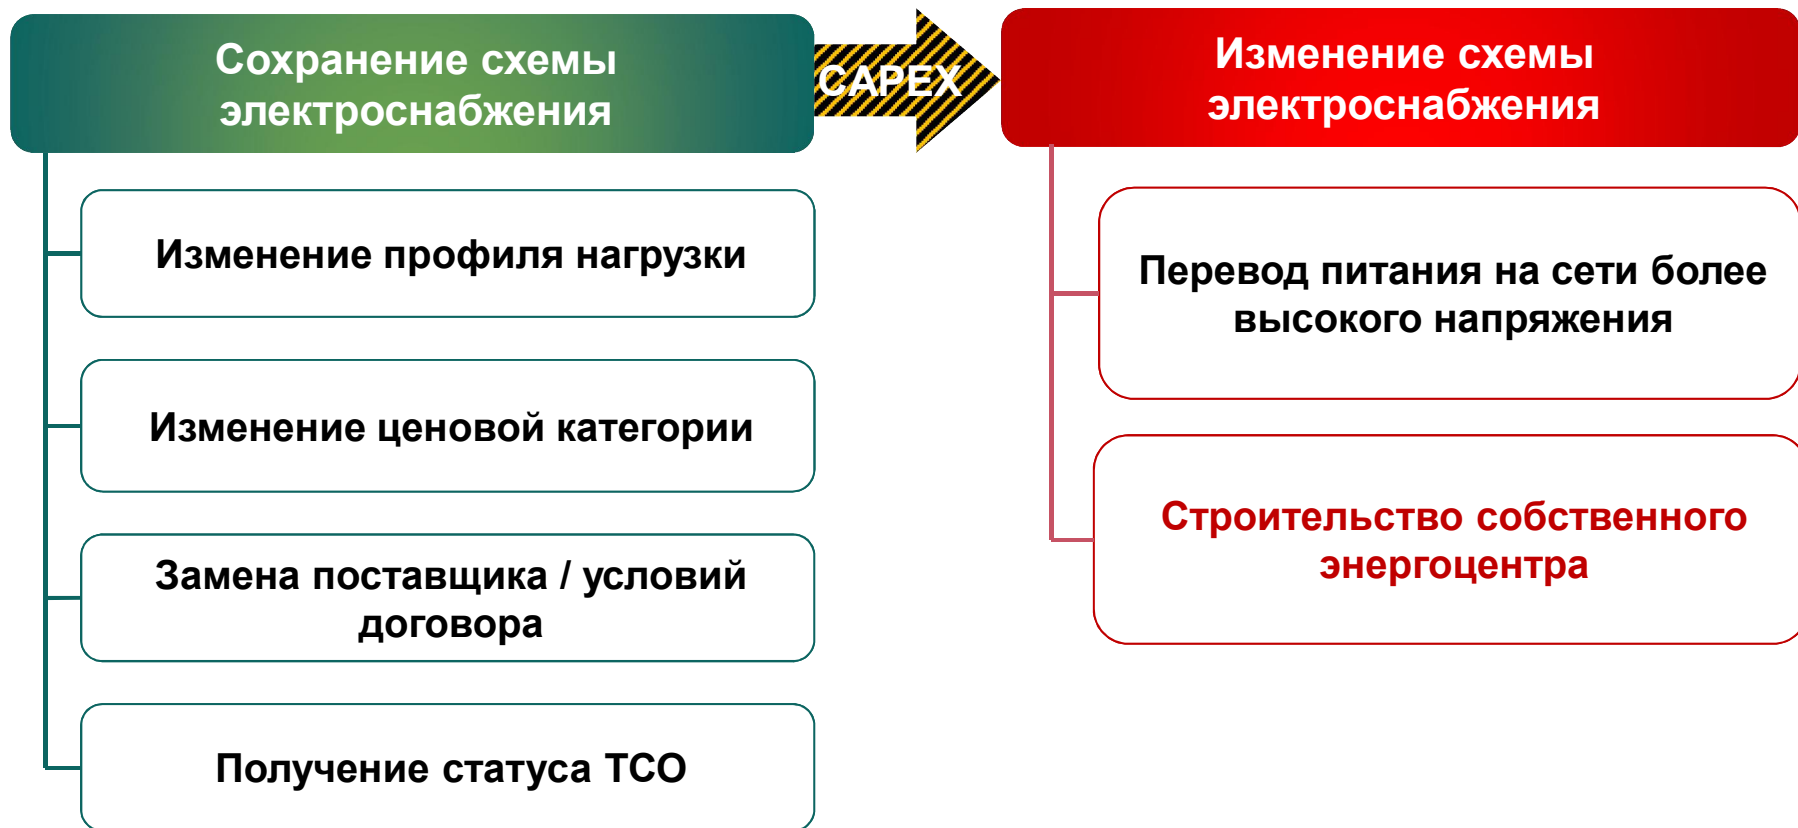 Сохранение схемы
электроснабжения
CAPEX
Изменение схемы
электроснабжения
Изменение профиля нагрузки
Изменение ценовой категории
Замена поставщика / условий
договора
Получение статуса ТСО
Перевод питания на сети более
высокого напряжения
Строительство собственного
энергоцентра